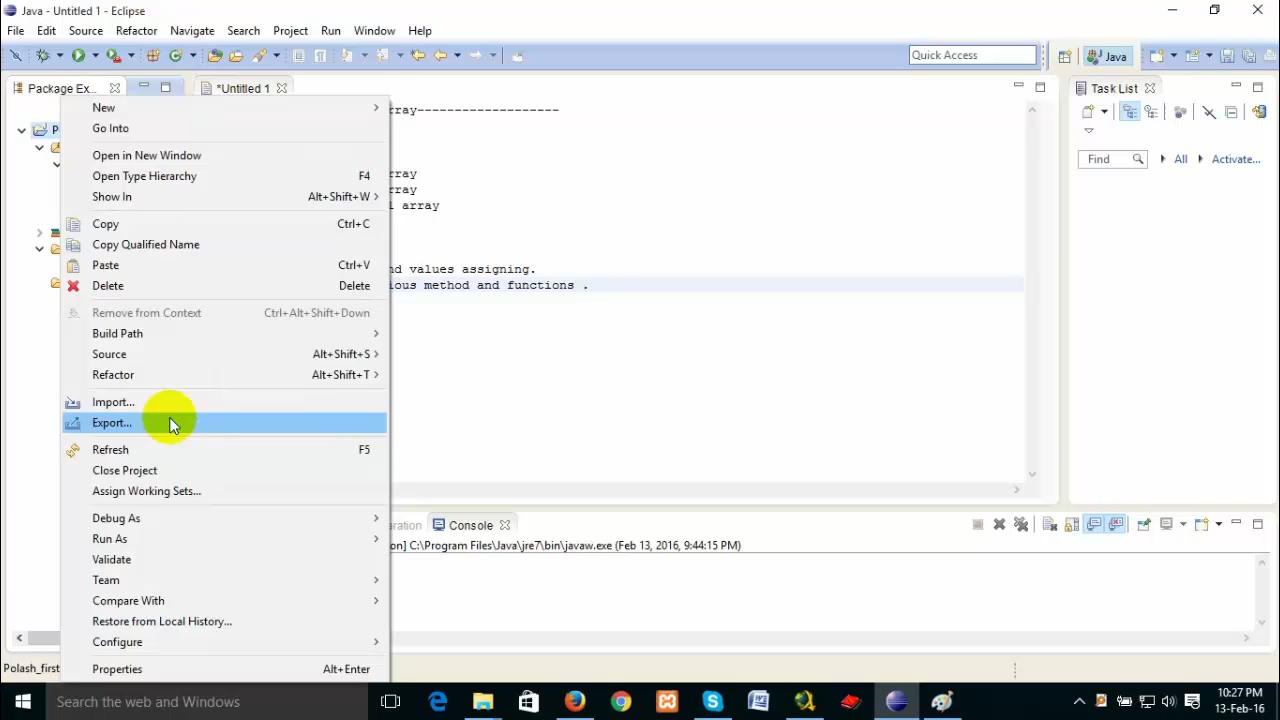 Java - Untitled 1 - Eclipse
File Edit Source Refactor Navigate Search Project Run Window Help
Quick Access
Java
Package Ex...
*Untitled 1
Task List
P
New
Go Into
Open in New Window
Open Type Hierarchy F4
Show In Alt+Shift+W
Copy Ctrl+C
Copy Qualified Name
Paste Ctrl+V
Delete Delete
Remove from Context Ctrl+Alt+Shift+Down
Build Path
Source Alt+Shift+S
Refactor Alt+Shift+T
Import...
Export...
Refresh F5
Close Project
Assign Working Sets...
Debug As
Run As
Validate
Team
Compare With
Restore from Local History...
Configure
Properties Alt+Enter
rray-------------------
rray
rray
l array
nd values assigning.
ious method and functions .
Find All Activate...
aration Console
on] C:\Program Files\Java\jre7\bin\javaw.exe (Feb 13, 2016, 9:44:15 PM)
Polash_first
Search the web and Windows
10:27 PM
13-Feb-16